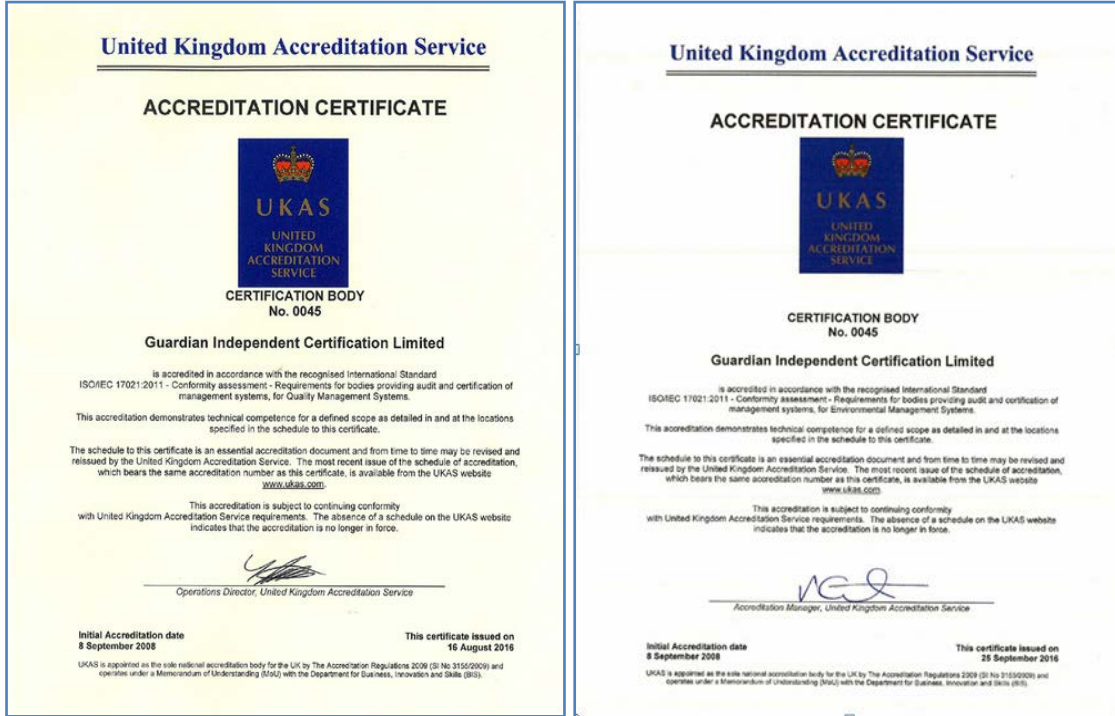 United Kingdom Accreditation Service
ACCREDITATION CERTIFICATE
UKAS
UNITED
KINGDOM
ACCREDITATION
SERVICE
CERTIFICATION BODY
No. 0045
Guardian Independent Certification Limited
is accredited in accordance with the recognised International Standard
ISO/IEC 17021:2011 - Conformity assessment - Requirements for bodies providing audit and certification of
management systems, for Quality Management Systems.
This accreditation demonstrates technical competence for a defined scope as detailed in and at the locations
specified in the schedule to this certificate.
The schedule to this certificate is an essential accreditation document and from time to time may be revised and
reissued by the United Kingdom Accreditation Service. The most recent issue of the schedule of accreditation,
which bears the same accreditation number as this certificate, is available from the UKAS website
www.ukas.com.
This accreditation is subject to continuing conformity
with United Kingdom Accreditation Service requirements. The absence of a schedule on the UKAS website
indicates that the accreditation is no longer in force.
Operations Director, United Kingdom Accreditation Service
Initial Accreditation date
8 September 2008
This certificate issued on
16 August 2016
UKAS is appointed as the sole national accreditation body for the UK by The Accreditation Regulations 2009 (SI No 3155/2009) and
operates under a Memorandum of Understanding (MoU) with the Department for Business, Innovation and Skills (BIS).
United Kingdom Accreditation Service
ACCREDITATION CERTIFICATE
UKAS
UNITED
KINGDOM
ACCREDITATION
SERVICE
CERTIFICATION BODY
No. 0045
Guardian Independent Certification Limited
is accredited in accordance with the recognised International Standard
ISO/IEC 17021:2011 - Conformity assessment - Requirements for bodies providing audit and certification of
management systems, for Environmental Management Systems.
This accreditation demonstrates technical competence for a defined scope as detailed in and at the locations
specified in the schedule to this certificate.
The schedule to this certificate is an essential accreditation document and from time to time may be revised and
reissued by the United Kingdom Accreditation Service. The most recent issue of the schedule of accreditation,
which bears the same accreditation number as this certificate, is available from the UKAS website
www.ukas.com.
This accreditation is subject to continuing conformity
with United Kingdom Accreditation Service requirements. The absence of a schedule on the UKAS website
indicates that the accreditation is no longer in force.
Accreditation Manager, United Kingdom Accreditation Service
Initial Accreditation date
8 September 2008
This certificate issued on
25 September 2016
UKAS is appointed as the sole national accreditation body for the UK by The Accreditation Regulations 2009 (SI No 3155/2009) and
operates under a Memorandum of Understanding (MoU) with the Department for Business, Innovation and Skills (BIS).